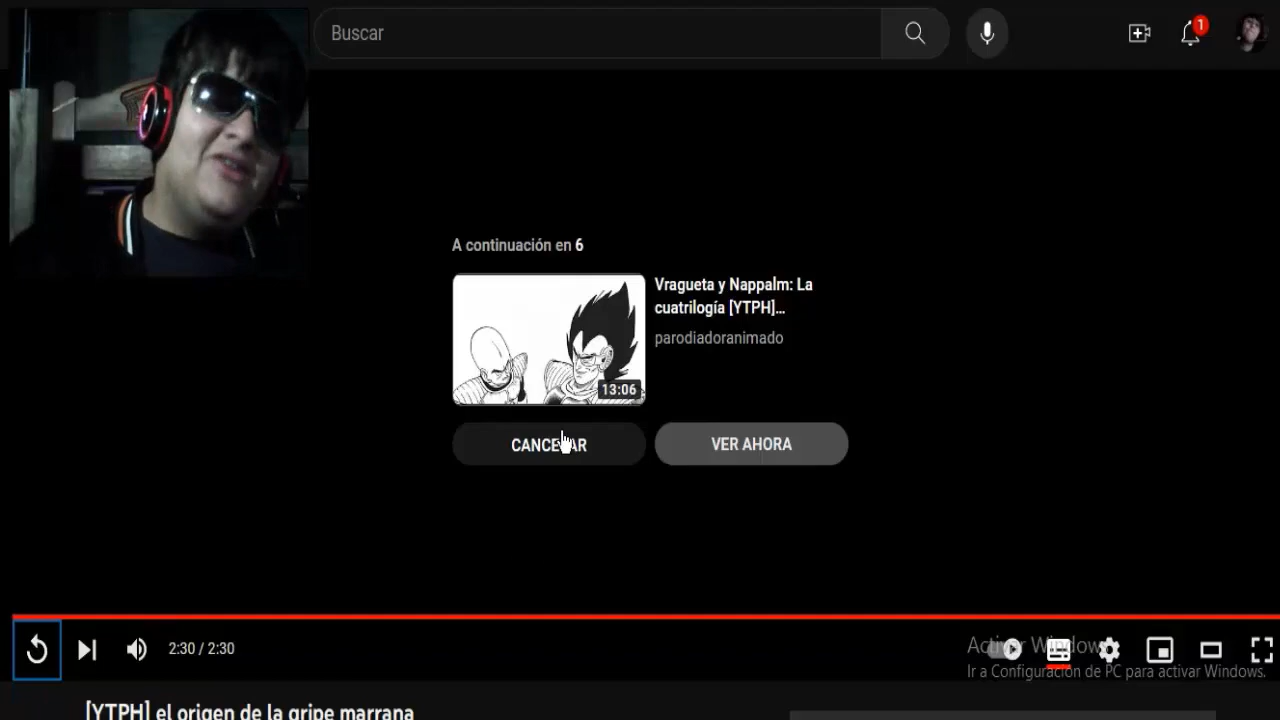 Buscar
1
A continuación en 6
Vragueta y Nappalm: La
cuatrilogía [YTPH]...
parodiadoranimado
13:06
CANCELAR
VER AHORA
2:30 / 2:30
Activar Windows
Ir a Configuración de PC para activar Windows.
[YTPH] el origen de la gripe marrana